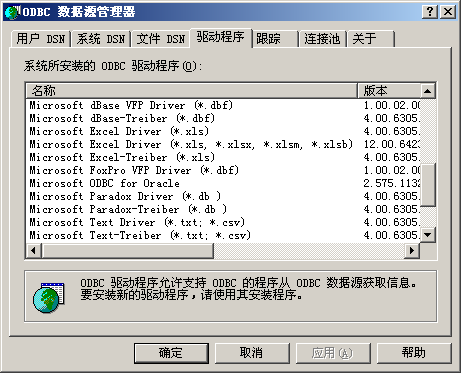 ODBC 数据源管理器
用户 DSN 系统 DSN 文件 DSN 驱动程序 跟踪 连接池 关于
系统所安装的 ODBC 驱动程序(D):
名称 版本
Microsoft dBase VFP Driver (*.dbf) 1.00.02.00
Microsoft dBase-Treiber (*.dbf) 4.00.6305.
Microsoft Excel Driver (*.xls) 4.00.6305.
Microsoft Excel Driver (*.xls, *.xlsx, *.xlsm, *.xlsb) 12.00.6423
Microsoft Excel-Treiber (*.xls) 4.00.6305.
Microsoft FoxPro VFP Driver (*.dbf) 1.00.02.00
Microsoft ODBC for Oracle 2.575.1132
Microsoft Paradox Driver (*.db ) 4.00.6305.
Microsoft Paradox-Treiber (*.db ) 4.00.6305.
Microsoft Text Driver (*.txt; *.csv) 4.00.6305.
Microsoft Text-Treiber (*.txt; *.csv) 4.00.6305.
ODBC 驱动程序允许支持 ODBC 的程序从 ODBC 数据源获取信息。
要安装新的驱动程序，请使用其安装程序。
确定 取消 应用(A) 帮助